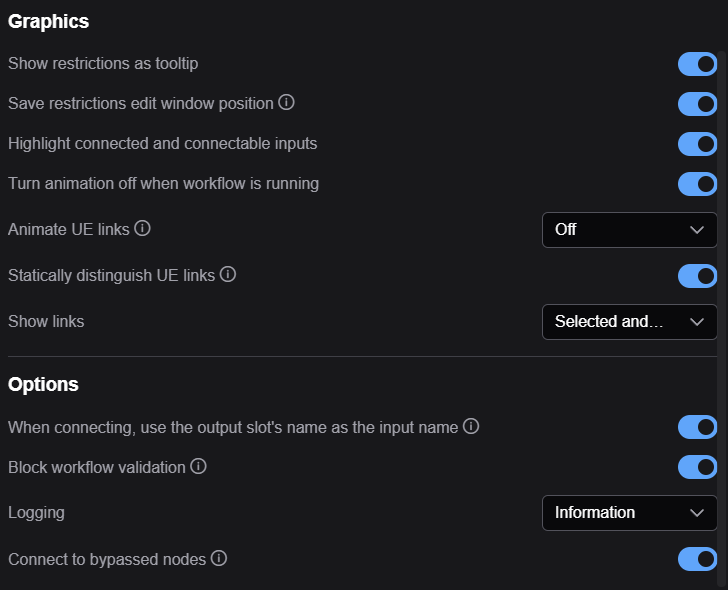 Graphics
Show restrictions as tooltip
Save restrictions edit window position
Highlight connected and connectable inputs
Turn animation off when workflow is running
Animate UE links
Off
Statically distinguish UE links
Show links
Selected and...
Options
When connecting, use the output slot's name as the input name
Block workflow validation
Logging
Information
Connect to bypassed nodes